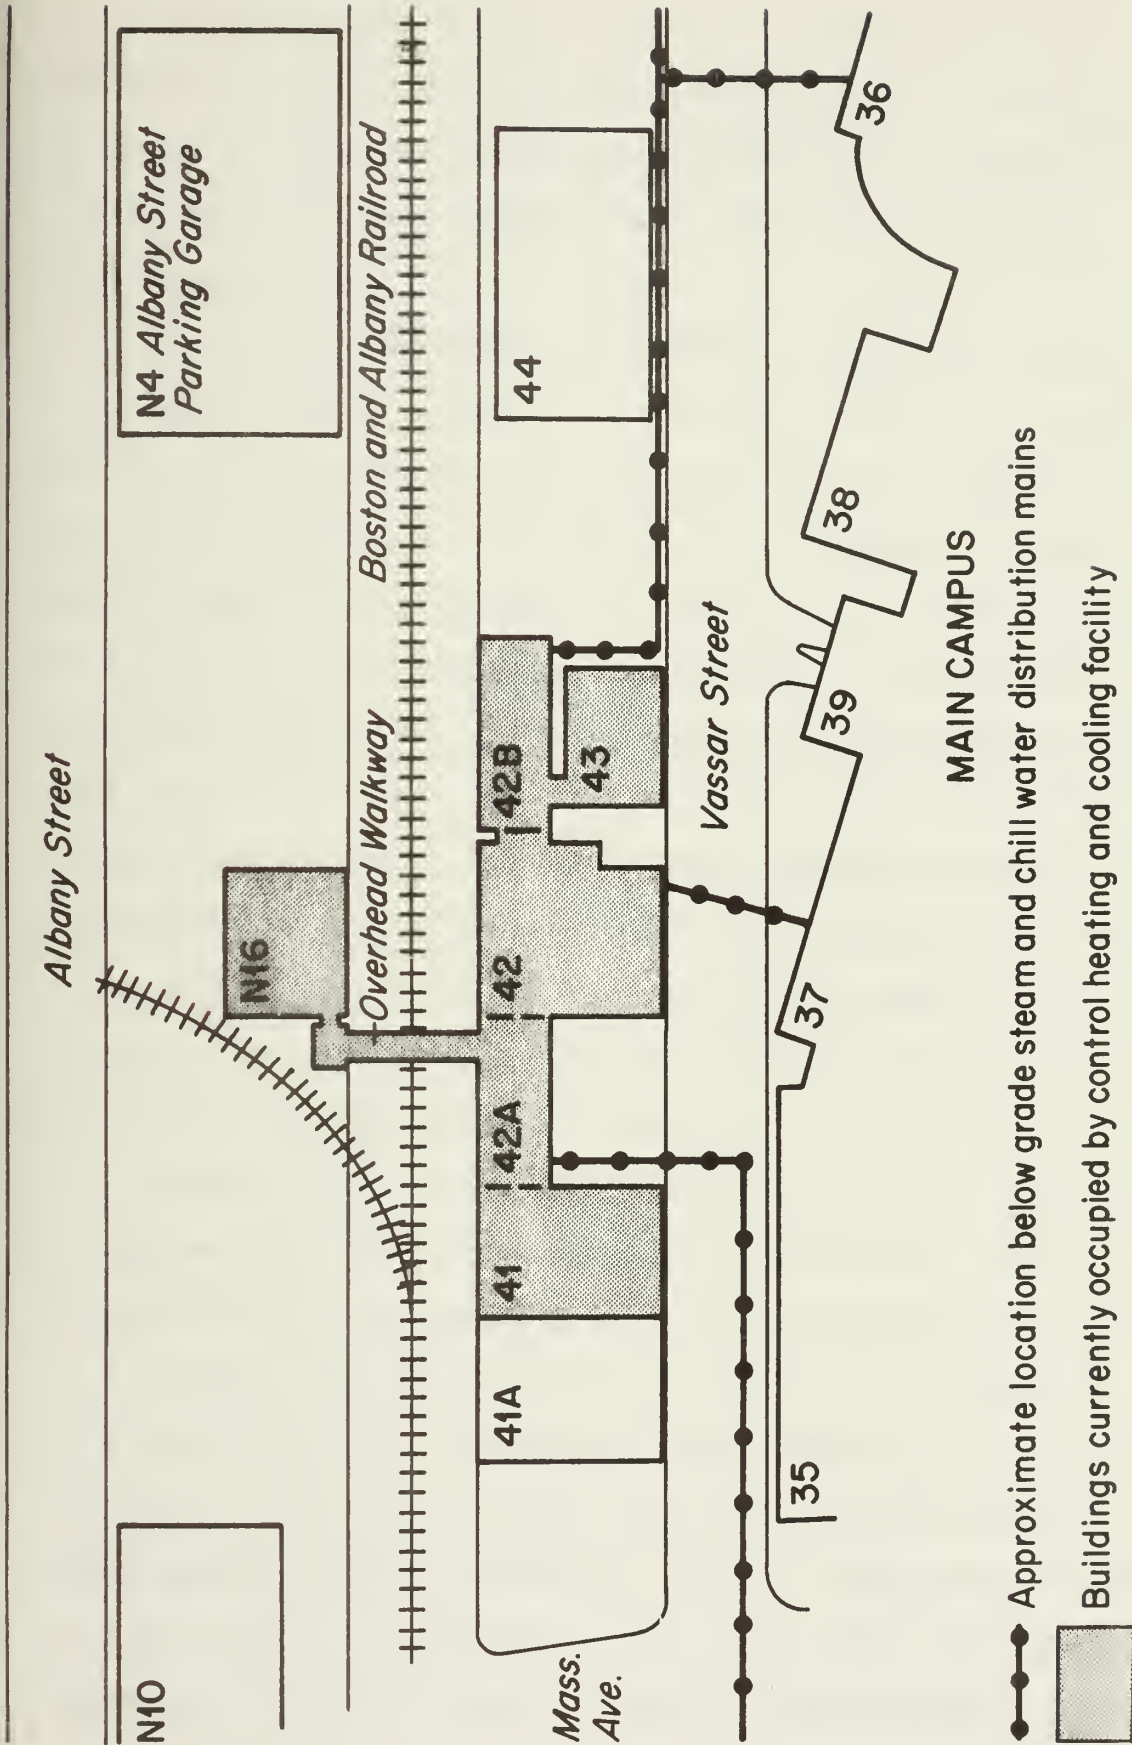 Albany Street
N10
N16
N4 Albany Street
Parking Garage
Overhead Walkway
Boston and Albany Railroad
Mass.
Ave.
41A
41
42A
42
42B
43
44
Vassar Street
35
37
39
38
36
MAIN CAMPUS
Approximate location below grade steam and chill water distribution mains
Buildings currently occupied by control heating and cooling facility